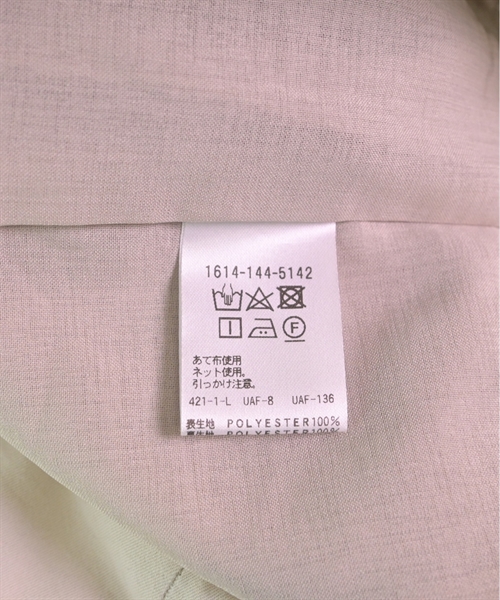 1614-144-5142
F
あて布使用
ネット使用。
引っかけ注意。
421-1-L UAF-8 UAF-136
表生地 POLYESTER100%
POLYESTER100%